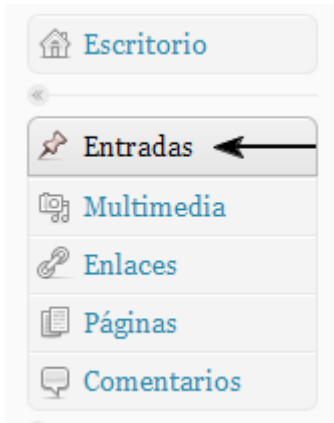 Escritorio
Entradas
Multimedia
Enlaces
Páginas
Comentarios